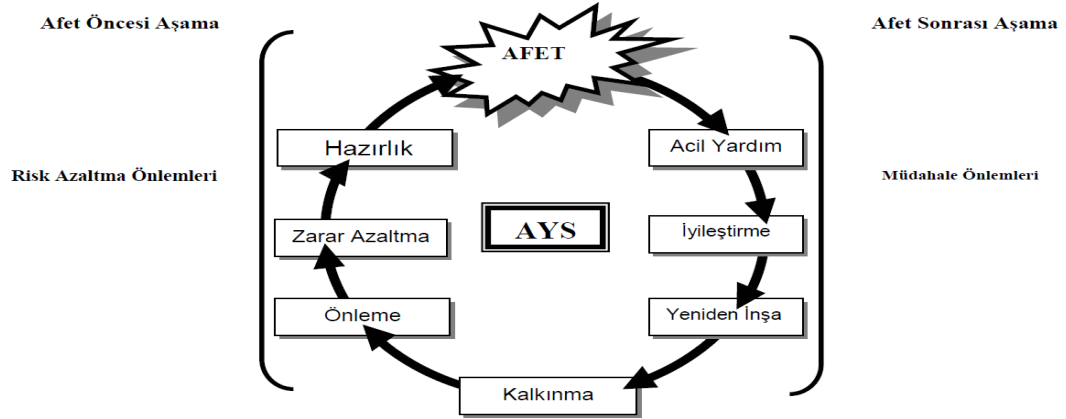 Afet Öncesi Aşama
Afet Sonrası Aşama
AFET
Hazırlık
Acil Yardım
Risk Azaltma Önlemleri
Müdahale Önlemleri
Zarar Azaltma
AYS
İyileştirme
Önleme
Yeniden İnşa
Kalkınma